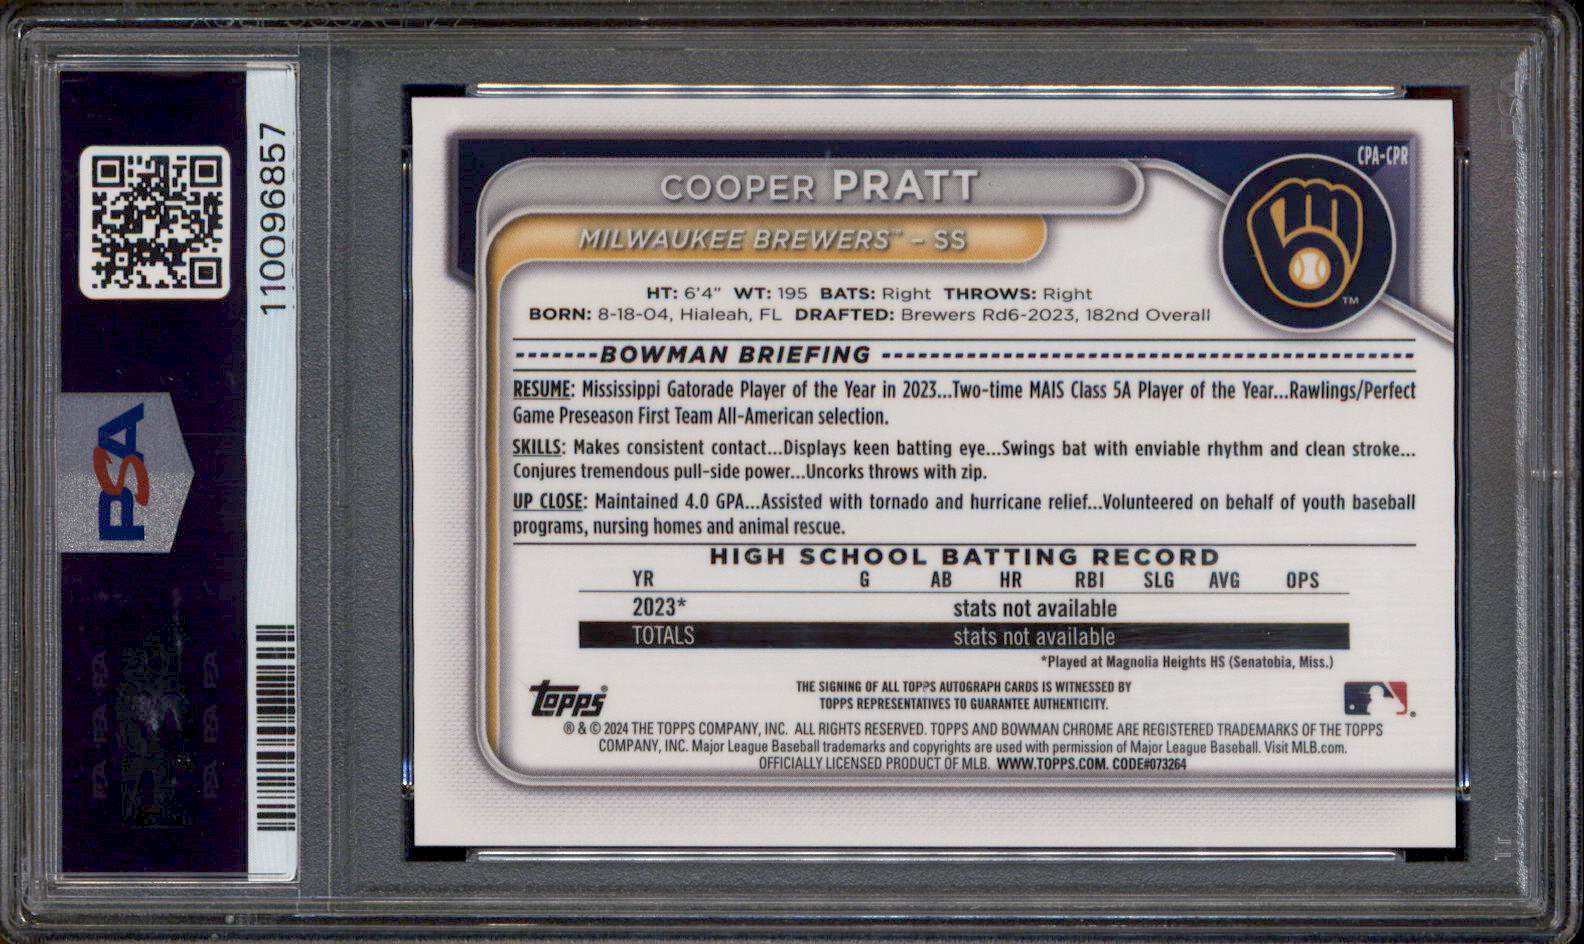 110096857
PSA
CPA-CPR
COOPER PRATT
MILWAUKEE BREWERS™ – SS
HT: 6'4" WT: 195 BATS: Right THROWS: Right
BORN: 8-18-04, Hialeah, FL DRAFTED: Brewers Rd6-2023, 182nd Overall
BOWMAN BRIEFING
RESUME: Mississippi Gatorade Player of the Year in 2023...Two-time MAIS Class 5A Player of the Year...Rawlings/Perfect
Game Preseason First Team All-American selection.
SKILLS: Makes consistent contact...Displays keen batting eye...Swings bat with enviable rhythm and clean stroke...
Conjures tremendous pull-side power...Uncorks throws with zip.
UP CLOSE: Maintained 4.0 GPA...Assisted with tornado and hurricane relief...Volunteered on behalf of youth baseball
programs, nursing homes and animal rescue.
HIGH SCHOOL BATTING RECORD
YR G AB HR RBI SLG AVG OPS
2023* stats not available
TOTALS stats not available
*Played at Magnolia Heights HS (Senatobia, Miss.)
topps®
THE SIGNING OF ALL TOPPS AUTOGRAPH CARDS IS WITNESSED BY
TOPPS REPRESENTATIVES TO GUARANTEE AUTHENTICITY.
® & © 2024 THE TOPPS COMPANY, INC. ALL RIGHTS RESERVED. TOPPS AND BOWMAN CHROME ARE REGISTERED TRADEMARKS OF THE TOPPS
COMPANY, INC. Major League Baseball trademarks and copyrights are used with permission of Major League Baseball. Visit MLB.com.
OFFICIALLY LICENSED PRODUCT OF MLB. WWW.TOPPS.COM. CODE#073264